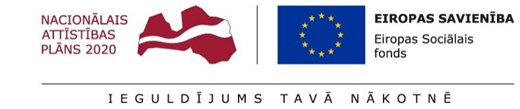 NACIONĀLAIS
ATTĪSTĪBAS
PLĀNS 2020
EIROPAS SAVIENĪBA
Eiropas Sociālais
fonds
IEGULDĪJUMS TAVĀ NĀKOTNĒ